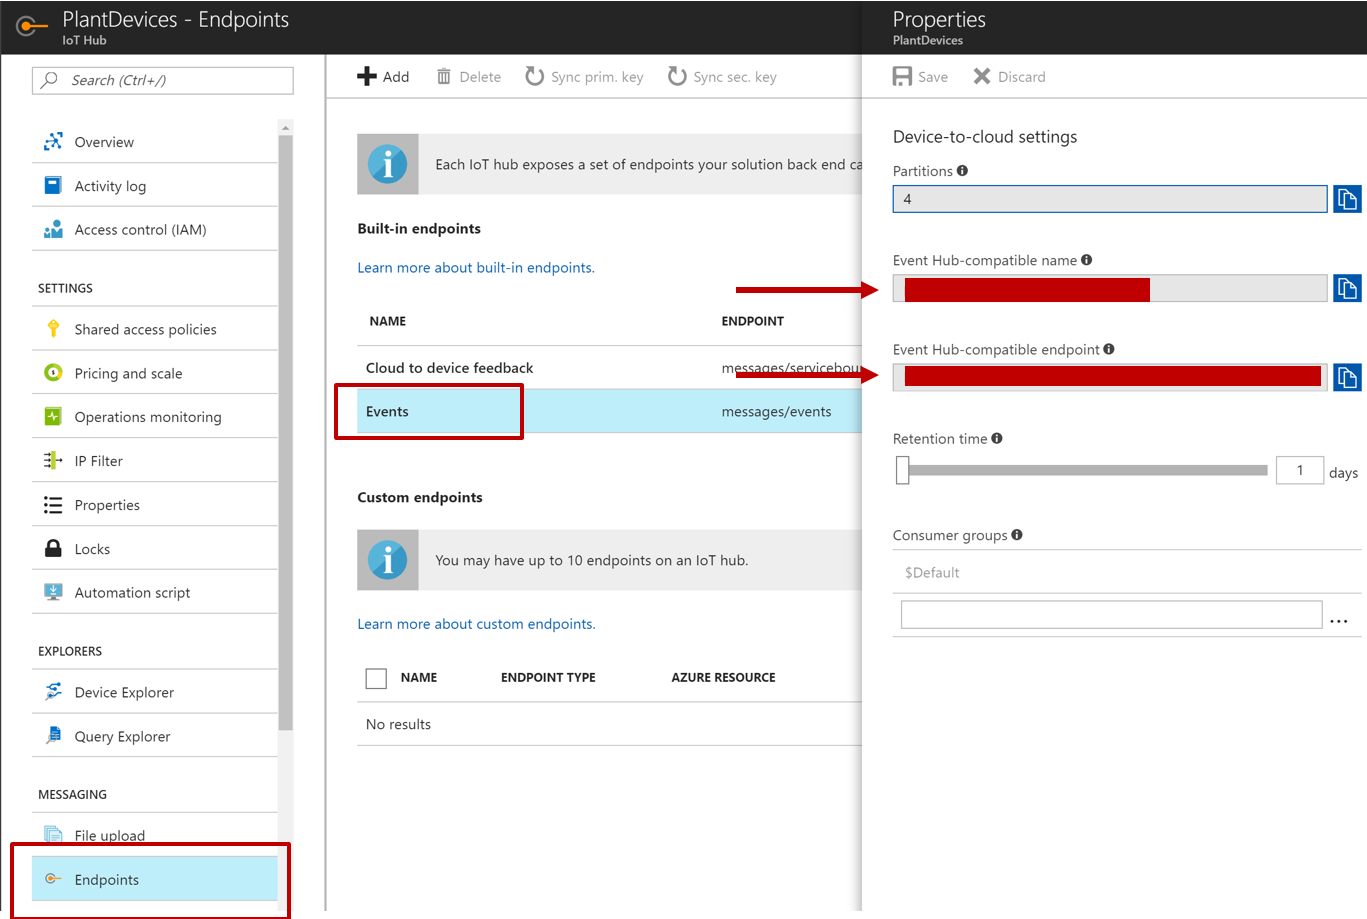 PlantDevices - Endpoints
IoT Hub
Search (Ctrl+/)
Overview
Activity log
Access control (IAM)
SETTINGS
Shared access policies
Pricing and scale
Operations monitoring
IP Filter
Properties
Locks
Automation script
EXPLORERS
Device Explorer
Query Explorer
MESSAGING
File upload
Endpoints
Add Delete Sync prim. key Sync sec. key
Each IoT hub exposes a set of endpoints your solution back end ca
Built-in endpoints
Learn more about built-in endpoints.
NAME ENDPOINT
Cloud to device feedback messages/servicebou
Events messages/events
Custom endpoints
You may have up to 10 endpoints on an IoT hub.
Learn more about custom endpoints.
NAME ENDPOINT TYPE AZURE RESOURCE
No results
Properties
PlantDevices
Save Discard
Device-to-cloud settings
Partitions
4
Event Hub-compatible name
Event Hub-compatible endpoint
Retention time
1 days
Consumer groups
$Default
...